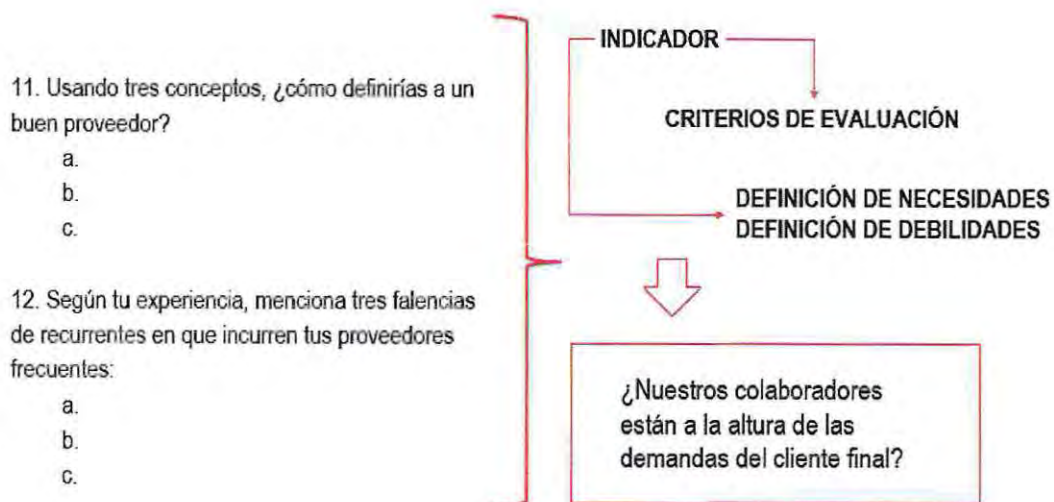 11. Usando tres conceptos, ¿cómo definirías a un
buen proveedor?
a.
b.
c.
12. Según tu experiencia, menciona tres falencias
de recurrentes en que incurren tus proveedores
frecuentes:
a.
b.
c.
INDICADOR
CRITERIOS DE EVALUACIÓN
DEFINICIÓN DE NECESIDADES
DEFINICIÓN DE DEBILIDADES
¿Nuestros colaboradores
están a la altura de las
demandas del cliente final?